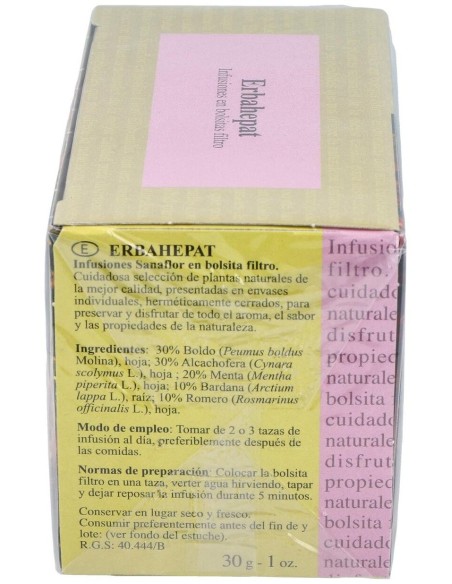 Erbahepat
Infusiones en bolsitas filtro
E ERBAHEPAT
Infusiones Sanaflor en bolsita filtro.
Cuidadosa selección de plantas naturales de
la mejor calidad, presentadas en envases
individuales, herméticamente cerrados, para
preservar y disfrutar de todo el aroma, el sabor
y las propiedades de la naturaleza.
Ingredientes: 30% Boldo (Peumus boldus
Molina), hoja; 30% Alcachofera (Cynara
scolymus L.), hoja ; 20% Menta (Mentha
piperita L.), hoja; 10% Bardana (Arctium
lappa L.), raíz; 10% Romero (Rosmarinus
officinalis L.), hoja.
Modo de empleo: Tomar de 2 o 3 tazas de
infusión al día, preferiblemente después de
las comidas.
Normas de preparación: Colocar la bolsita
filtro en una taza, verter agua hirviendo, tapar
y dejar reposar la infusión durante 5 minutos.
Conservar en lugar seco y fresco.
Consumir preferentemente antes del fin de y
lote: (ver fondo del estuche).
R.G.S: 40.444/B
30 g - 1 oz.
Infusio
filtro.
cuidado
naturale
disfrut
propied
naturale
bolsita
cuidado
naturale
disfrut
propied
naturale
bolsita
cuidado
naturale